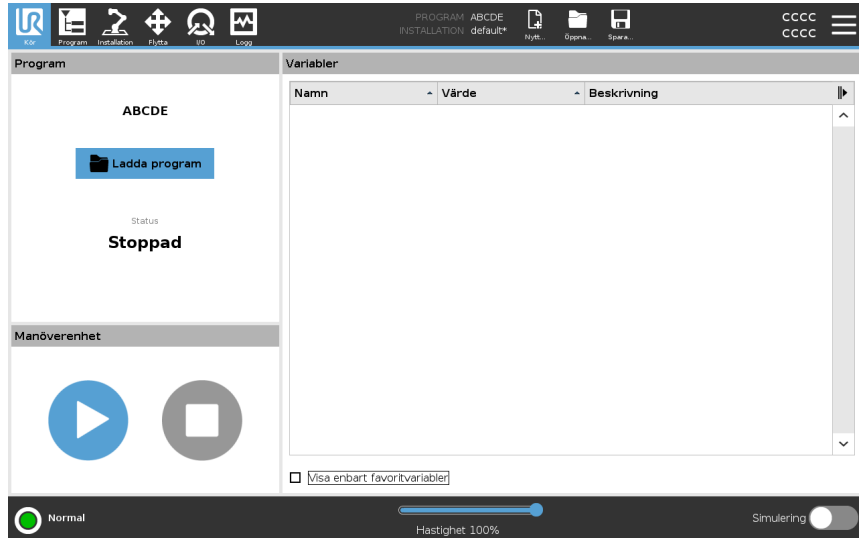 UR
PROGRAM ABCDE
INSTALLATION default*
CCCC
CCCC
Kör Program Installation Flytta I/O Logg Nytt... Öppna... Spara...
Program
Variabler
Namn Värde Beskrivning
ABCDE
Ladda program
Status
Stoppad
Manöverenhet
Visa enbart favoritvariabler
Normal
Hastighet 100%
Simulering